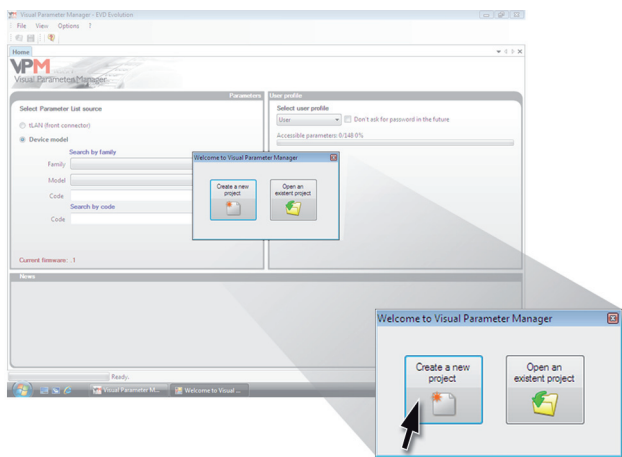 Visual Parameter Manager - EVD Evolution
File View Options ?
Home
VPM
Visual Parameter Manager
Parameters
User profile
Select Parameter List source
Select user profile
tLAN (front connector)
User
Don't ask for password in the future
Device model
Accessible parameters: 0/148 0%
Search by family
Family
Model
Code
Search by code
Code
Current firmware: .1
Welcome to Visual Parameter Manager
Create a new
project
Open an
existent project
News
Ready.
Visual Parameter M...
Welcome to Visual ...
Welcome to Visual Parameter Manager
Create a new
project
Open an
existent project